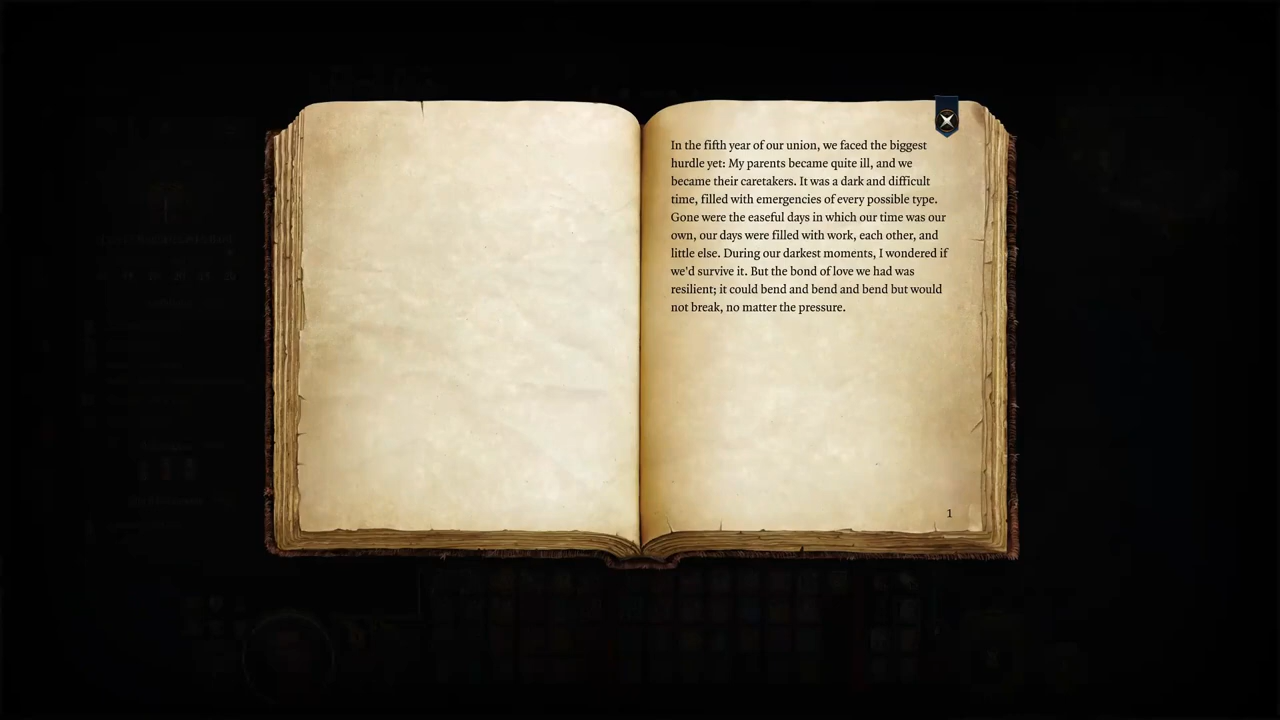 In the fifth year of our union, we faced the biggest
hurdle yet: My parents became quite ill, and we
became their caretakers. It was a dark and difficult
time, filled with emergencies of every possible type.
Gone were the easeful days in which our time was our
own, our days were filled with work, each other, and
little else. During our darkest moments, I wondered if
we'd survive it. But the bond of love we had was
resilient; it could bend and bend and bend but would
not break, no matter the pressure.
1